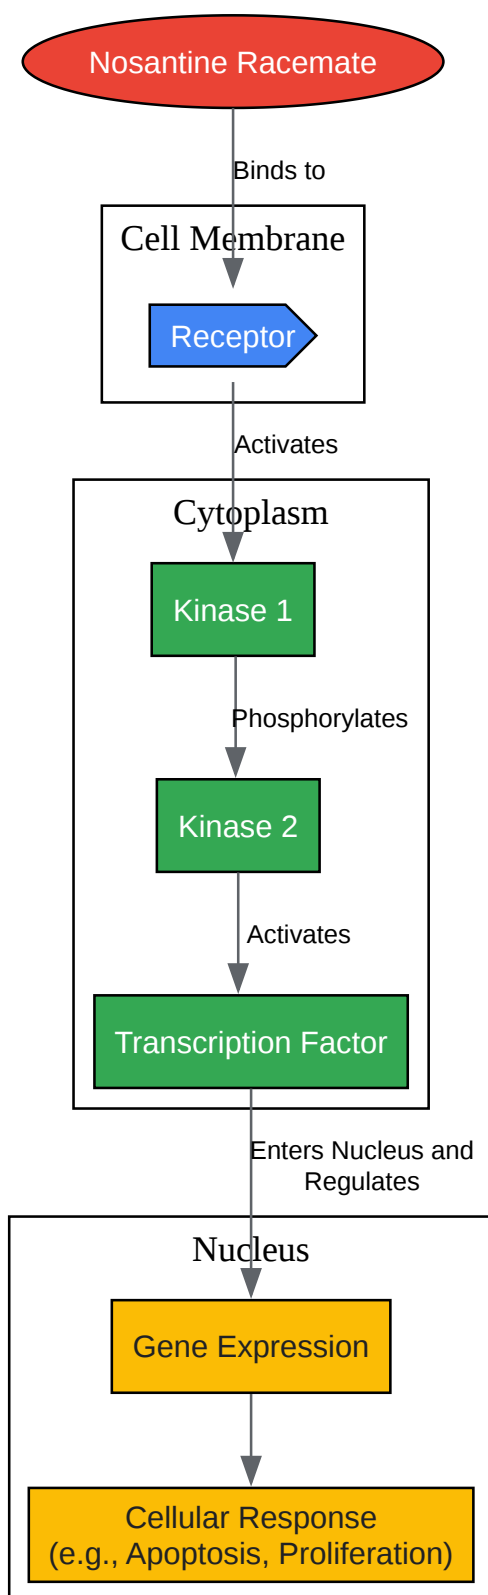 Nosantine Racemate
Binds to
Cell Membrane
Receptor
Activates
Cytoplasm
Kinase 1
Phosphorylates
Kinase 2
Activates
Transcription Factor
Enters Nucleus and
Regulates
Nucleus
Gene Expression
Cellular Response
(e.g., Apoptosis, Proliferation)